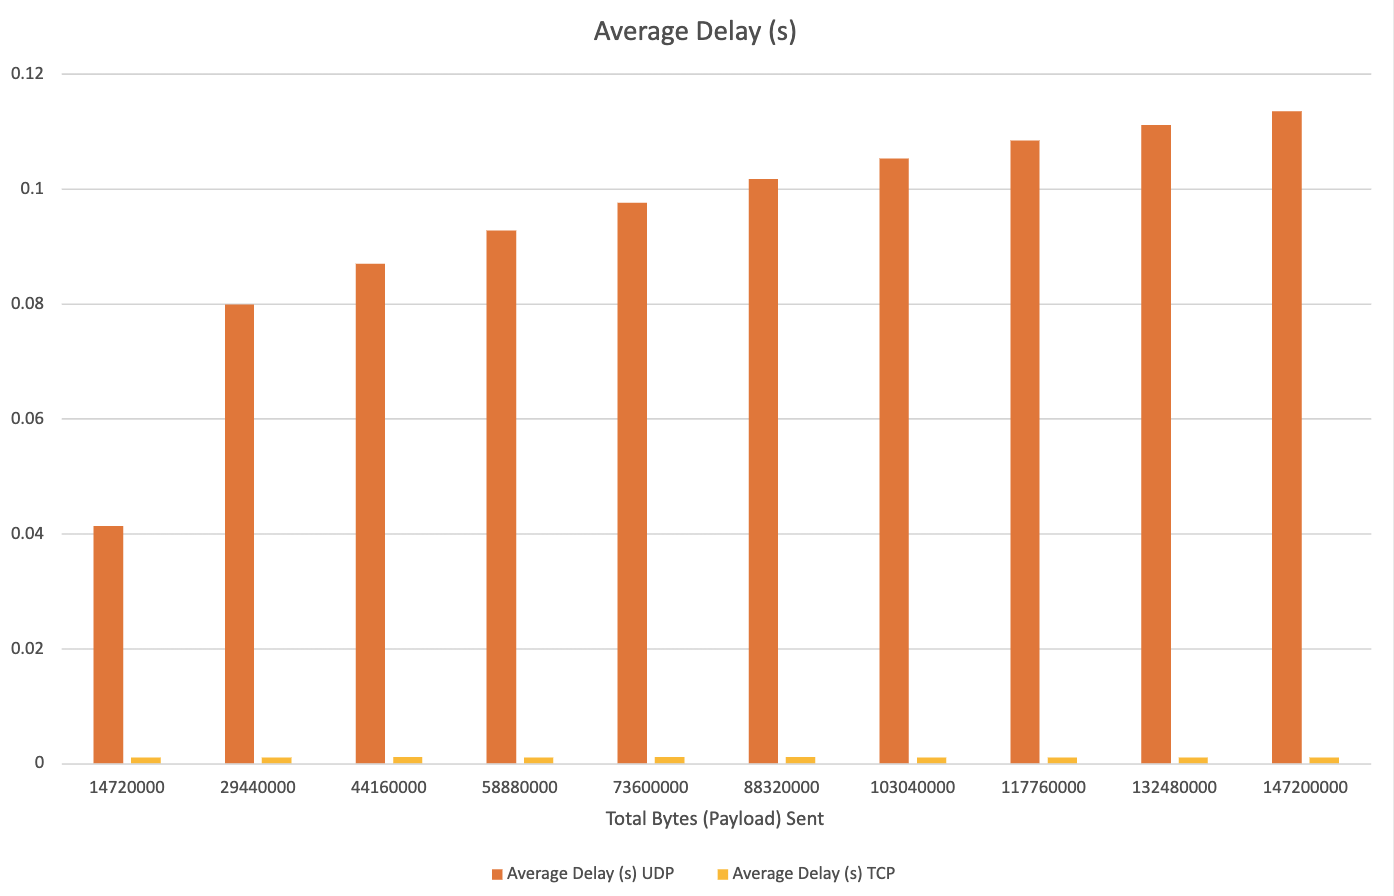 Average Delay (s)
0.12
0.1
0.08
0.06
0.04
0.02
0
14720000 29440000 44160000 58880000 73600000 88320000 103040000 117760000 132480000 147200000
Total Bytes (Payload) Sent
Average Delay (s) UDP Average Delay (s) TCP